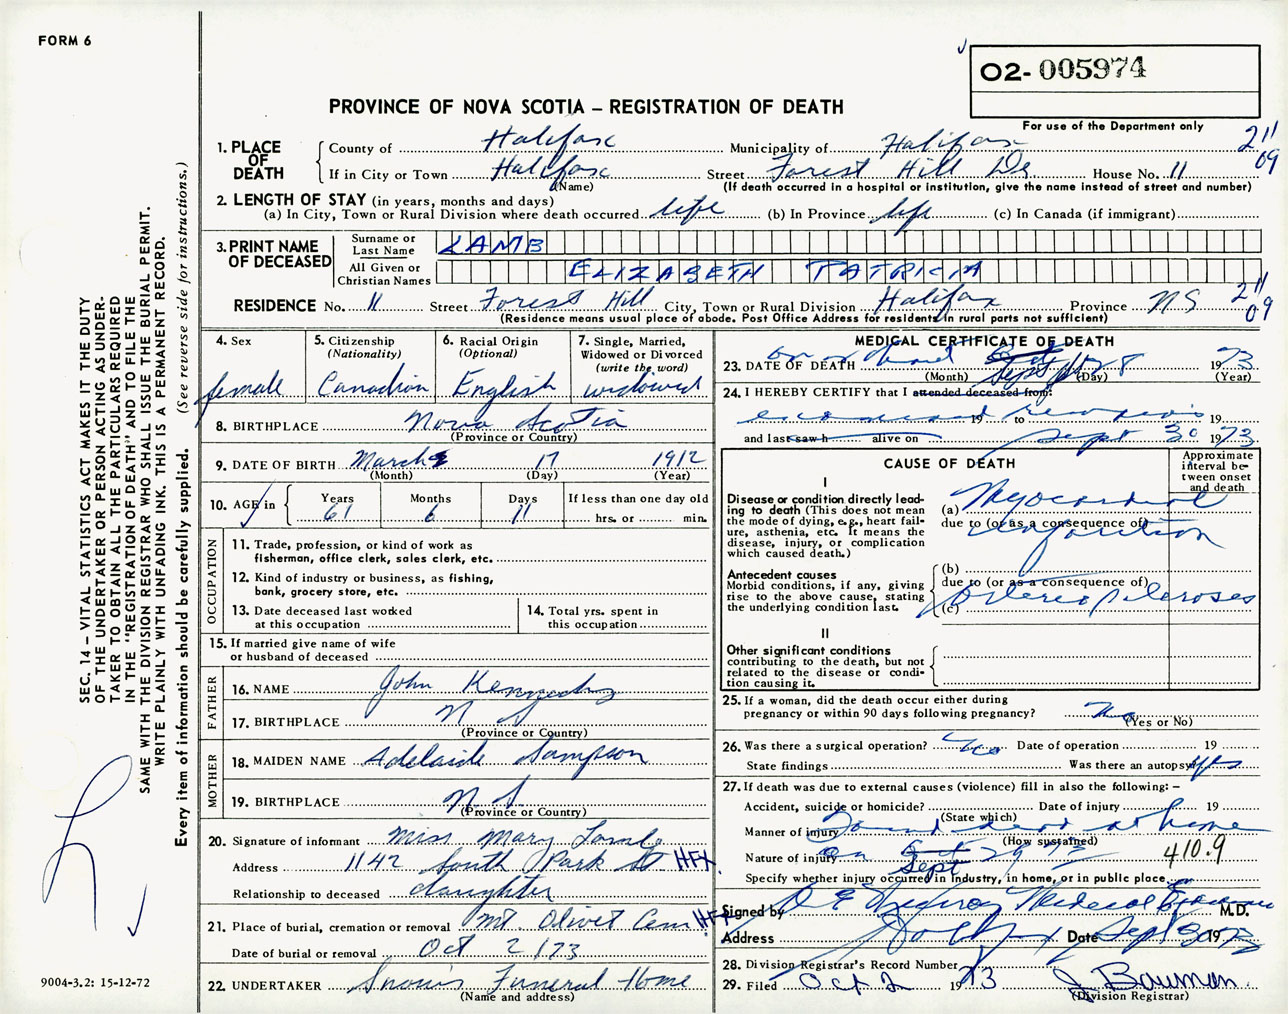 FORM 6
O2- 005974
PROVINCE OF NOVA SCOTIA – REGISTRATION OF DEATH
For use of the Department only
1. PLACE OF DEATH
County of Halifax Municipality of Halifax 211
If in City or Town Halifax Street Forest Hill Dr House No. 11 09
(Name) (If death occurred in a hospital or institution, give the name instead of street and number)
2. LENGTH OF STAY (in years, months and days)
(a) In City, Town or Rural Division where death occurred life (b) In Province life (c) In Canada (if immigrant)
3. PRINT NAME OF DECEASED
Surname or Last Name LAMB
All Given or Christian Names ELIZABETH PATRICIA
RESIDENCE No. 11 Street Forest Hill City, Town or Rural Division Halifax Province NS 211 09
(Residence means usual place of abode. Post Office Address for residents in rural parts not sufficient)
4. Sex female
5. Citizenship (Nationality) Canadian
6. Racial Origin (Optional) English
7. Single, Married, Widowed or Divorced (write the word) widowed
8. BIRTHPLACE Nova Scotia
(Province or Country)
9. DATE OF BIRTH March 17 1912
(Month) (Day) (Year)
10. AGE in Years 61 Months 6 Days 11 If less than one day old hrs. or min.
OCCUPATION
11. Trade, profession, or kind of work as fisherman, office clerk, sales clerk, etc.
12. Kind of industry or business, as fishing, bank, grocery store, etc.
13. Date deceased last worked at this occupation
14. Total yrs. spent in this occupation
15. If married give name of wife or husband of deceased
FATHER
16. NAME John Kennedy
17. BIRTHPLACE N S
(Province or Country)
MOTHER
18. MAIDEN NAME Adelaide Sampson
19. BIRTHPLACE N S
(Province or Country)
20. Signature of informant Miss Mary Lamb
Address 1142 South Park St HFX
Relationship to deceased daughter
21. Place of burial, cremation or removal Mt. Olivet Cem HFX
Date of burial or removal Oct 2/73
22. UNDERTAKER Snow's Funeral Home
(Name and address)
MEDICAL CERTIFICATE OF DEATH
23. DATE OF DEATH on or about Sept 28 1973
(Month) (Day) (Year)
24. I HEREBY CERTIFY that I attended deceased from:
19 to 19
and last saw h alive on Sept 30 1973
CAUSE OF DEATH
Approximate interval between onset and death
I
Disease or condition directly leading to death (This does not mean the mode of dying, e.g., heart failure, asthenia, etc. It means the disease, injury, or complication which caused death.)
(a) Myocardial
due to (or as a consequence of)
infarction
Antecedent causes
Morbid conditions, if any, giving rise to the above cause, stating the underlying condition last.
(b)
due to (or as a consequence of)
(c)
II
Other significant conditions contributing to the death, but not related to the disease or condition causing it.
25. If a woman, did the death occur either during pregnancy or within 90 days following pregnancy? No
(Yes or No)
26. Was there a surgical operation? No Date of operation 19
State findings Was there an autopsy yes
27. If death was due to external causes (violence) fill in also the following: –
Accident, suicide or homicide? Date of injury 19
(State which)
Manner of injury Found dead at home
(How sustained)
Nature of injury on Sept 29 73 410.9
Specify whether injury occurred in Industry, in home, or in public place
Signed by Medical Examiner M.D.
Address Halifax Date Sept 30 1973
28. Division Registrar's Record Number
29. Filed Oct 2 1973 J. Bauman
(Division Registrar)
SEC. 14 – VITAL STATISTICS ACT MAKES IT THE DUTY
OF THE UNDERTAKER OR PERSON ACTING AS UNDER-
TAKER TO OBTAIN ALL THE PARTICULARS REQUIRED
IN THE "REGISTRATION OF DEATH" AND TO FILE THE
SAME WITH THE DIVISION REGISTRAR WHO SHALL ISSUE THE BURIAL PERMIT.
WRITE PLAINLY WITH UNFADING INK. THIS IS A PERMANENT RECORD.
Every item of information should be carefully supplied. (See reverse side for instructions.)
9004-3.2: 15-12-72